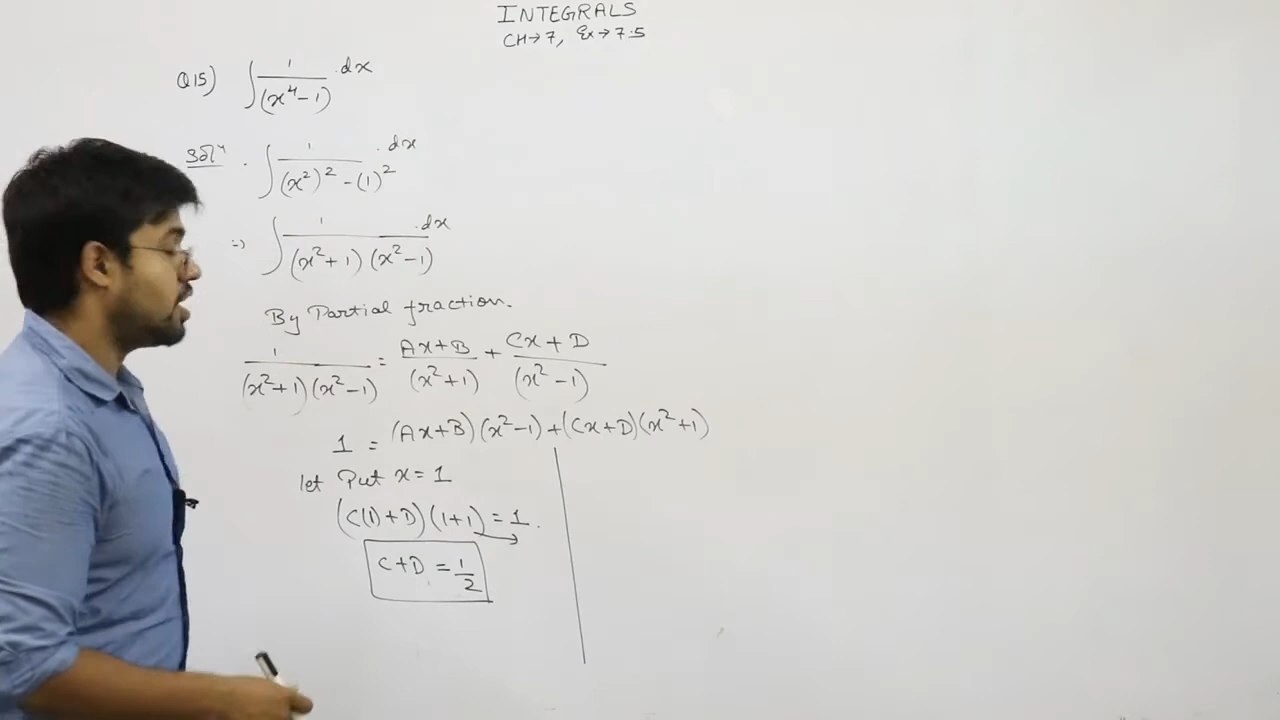 INTEGRALS
CH→7, Ex→7.5
Q15) ∫ 1/(x⁴-1) .dx
Solⁿ . ∫ 1/((x²)² - (1)²) .dx
⇒ ∫ 1/((x²+1)(x²-1)) .dx
By Partial fraction.
1/((x²+1)(x²-1)) = (Ax+B)/(x²+1) + (Cx+D)/(x²-1)
1 = (Ax+B)(x²-1)+(Cx+D)(x²+1)
let Put x=1
(C(1)+D)(1+1) = 1. →
C+D = 1/2